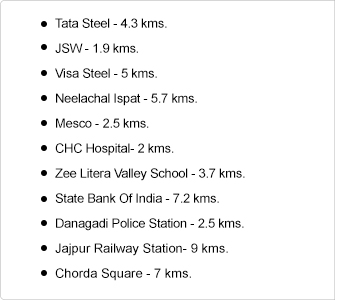 • Tata Steel - 4.3 kms.
• JSW - 1.9 kms.
• Visa Steel - 5 kms.
• Neelachal Ispat - 5.7 kms.
• Mesco - 2.5 kms.
• CHC Hospital- 2 kms.
• Zee Litera Valley School - 3.7 kms.
• State Bank Of India - 7.2 kms.
• Danagadi Police Station - 2.5 kms.
• Jajpur Railway Station- 9 kms.
• Chorda Square - 7 kms.